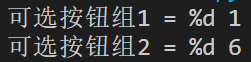 可选按钮组1 = %d 1
可选按钮组2 = %d 6